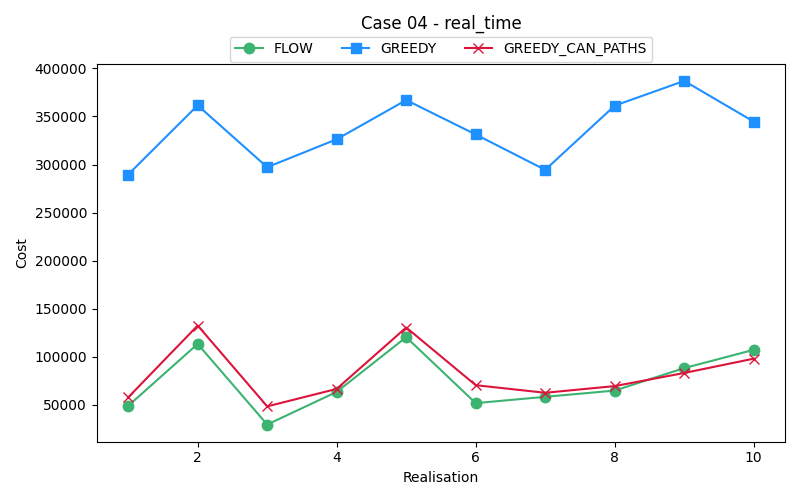 Case 04 - real_time
FLOW GREEDY GREEDY_CAN_PATHS
400000
350000
300000
250000
200000
150000
100000
50000
Cost
2 4 6 8 10
Realisation